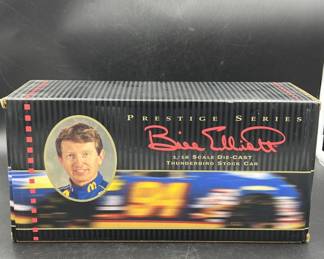 PRESTIGE SERIES
Bill Elliott
1/18 SCALE DIE-CAST
THUNDERBIRD STOCK CAR
94